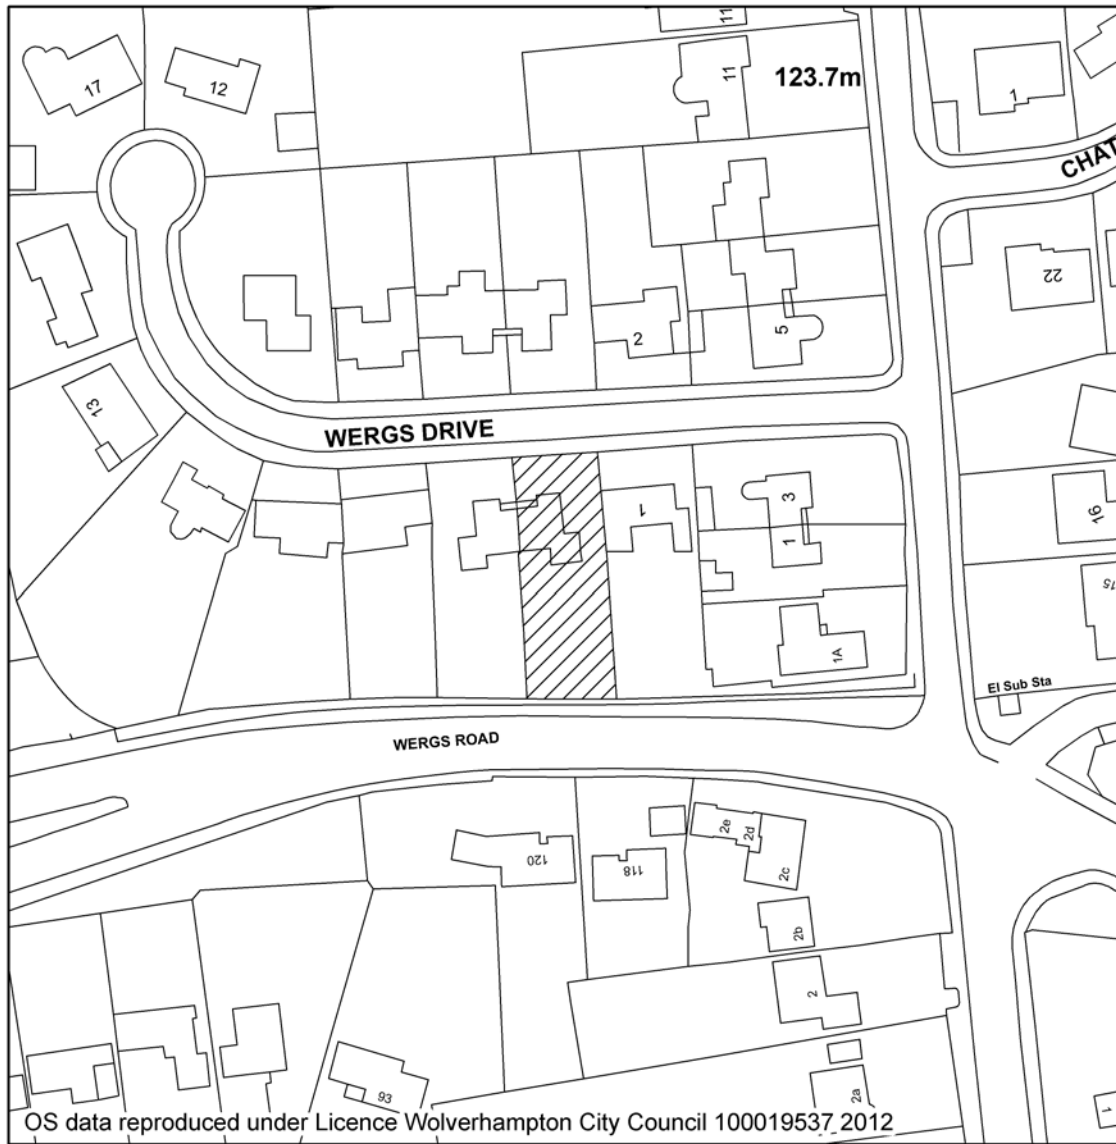 11
17
12
11
123.7m
1
CHAT
22
2
5
13
WERGS DRIVE
1
3
1
16
15
1A
El Sub Sta
WERGS ROAD
2e
2d
120
118
2c
2b
2
93
2a
1
OS data reproduced under Licence Wolverhampton City Council 100019537 2012